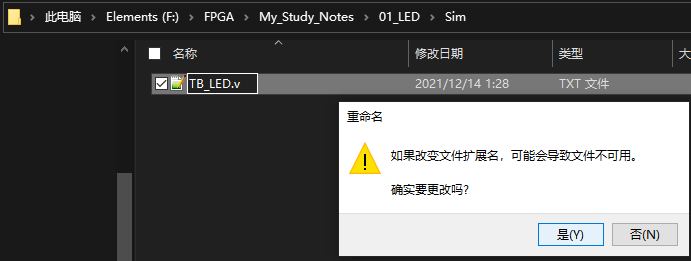 此电脑 › Elements (F:) › FPGA › My_Study_Notes › 01_LED › Sim
名称 修改日期 类型 大
TB_LED.v 2021/12/14 1:28 TXT 文件
重命名
如果改变文件扩展名，可能会导致文件不可用。
确实要更改吗?
是(Y) 否(N)